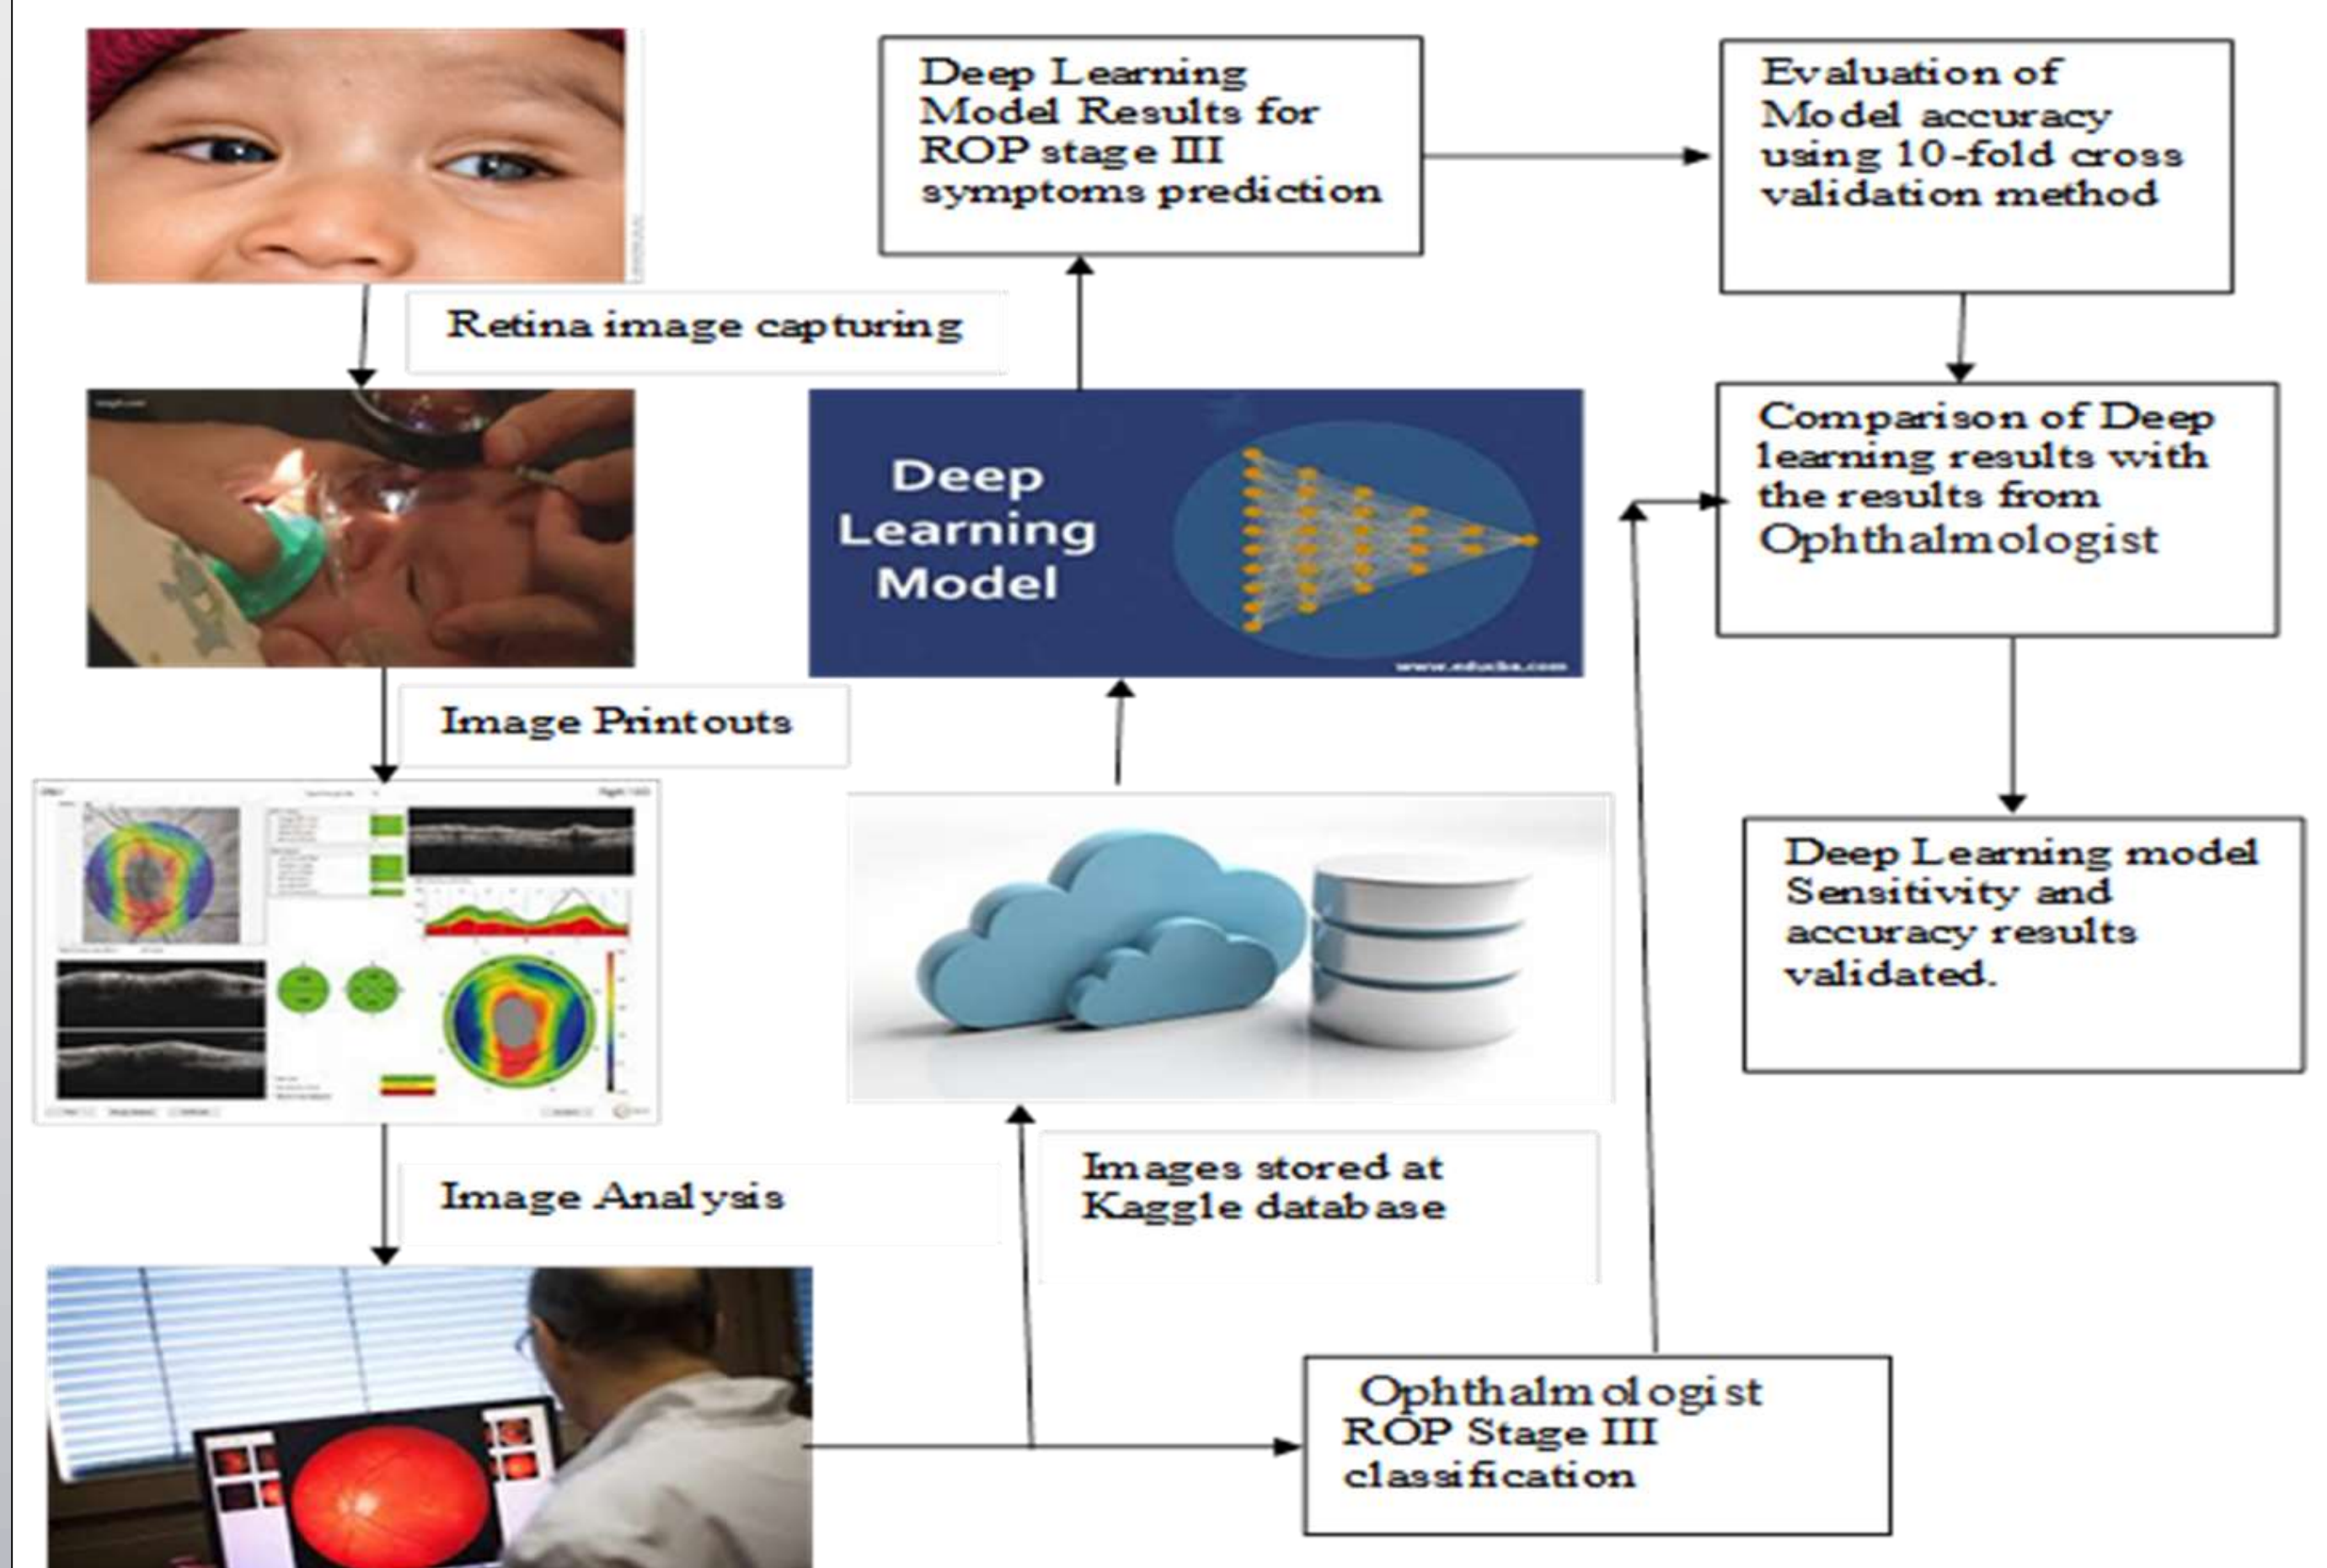 Deep Learning
Model Results for
ROP stage III
symptoms prediction
Evaluation of
Model accuracy
using 10-fold cross
validation method
Retina image capturing
Deep
Learning
Model
www.educba.com
Comparison of Deep
learning results with
the results from
Ophthalmologist
Image Printouts
Deep Learning model
Sensitivity and
accuracy results
validated.
Image Analysis
Images stored at
Kaggle database
Ophthalmologist
ROP Stage III
classification